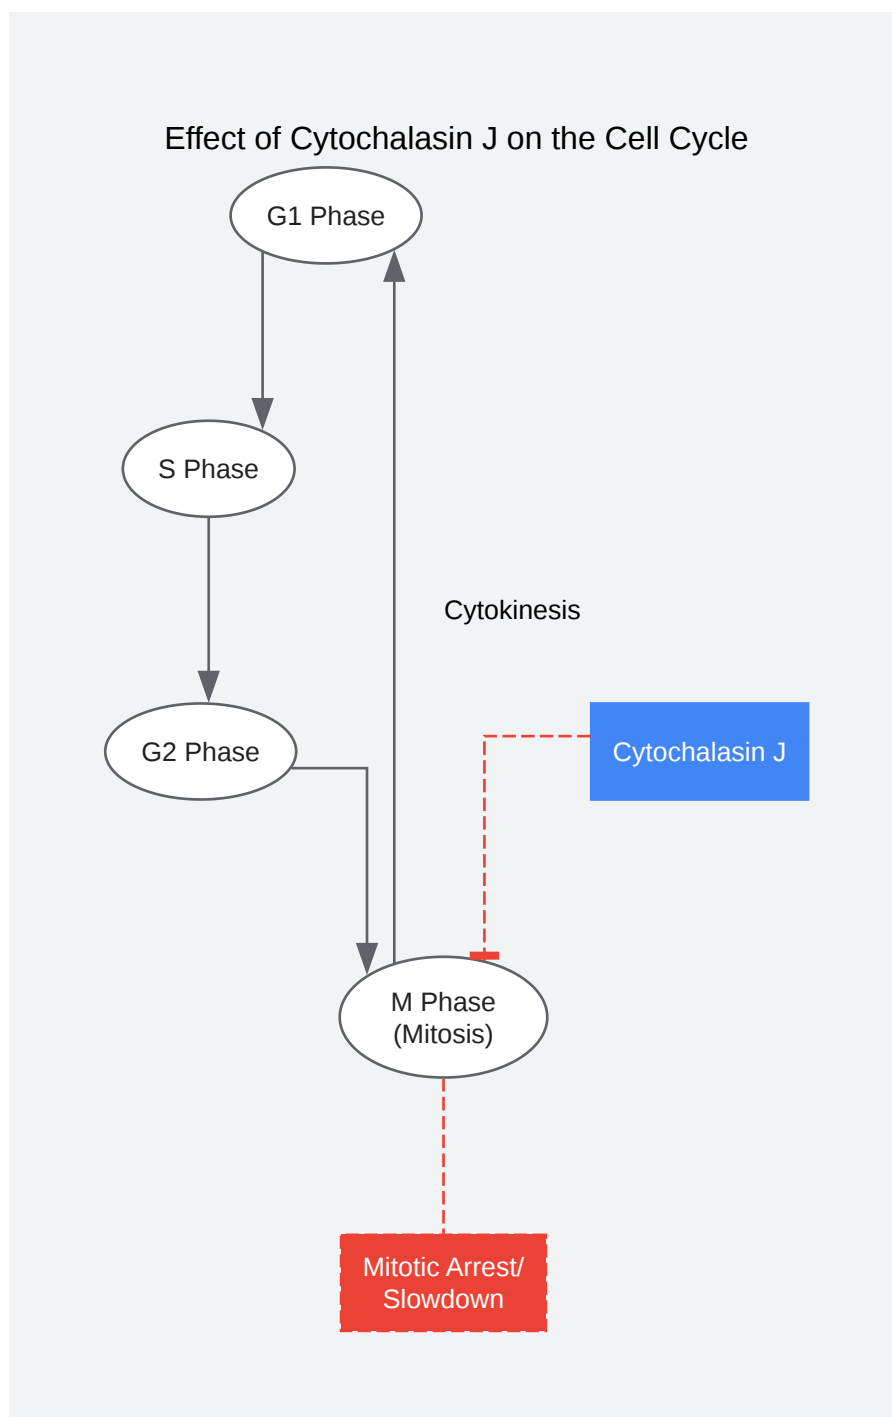 Effect of Cytochalasin J on the Cell Cycle
G1 Phase
S Phase
Cytokinesis
G2 Phase
Cytochalasin J
M Phase
(Mitosis)
Mitotic Arrest/
Slowdown